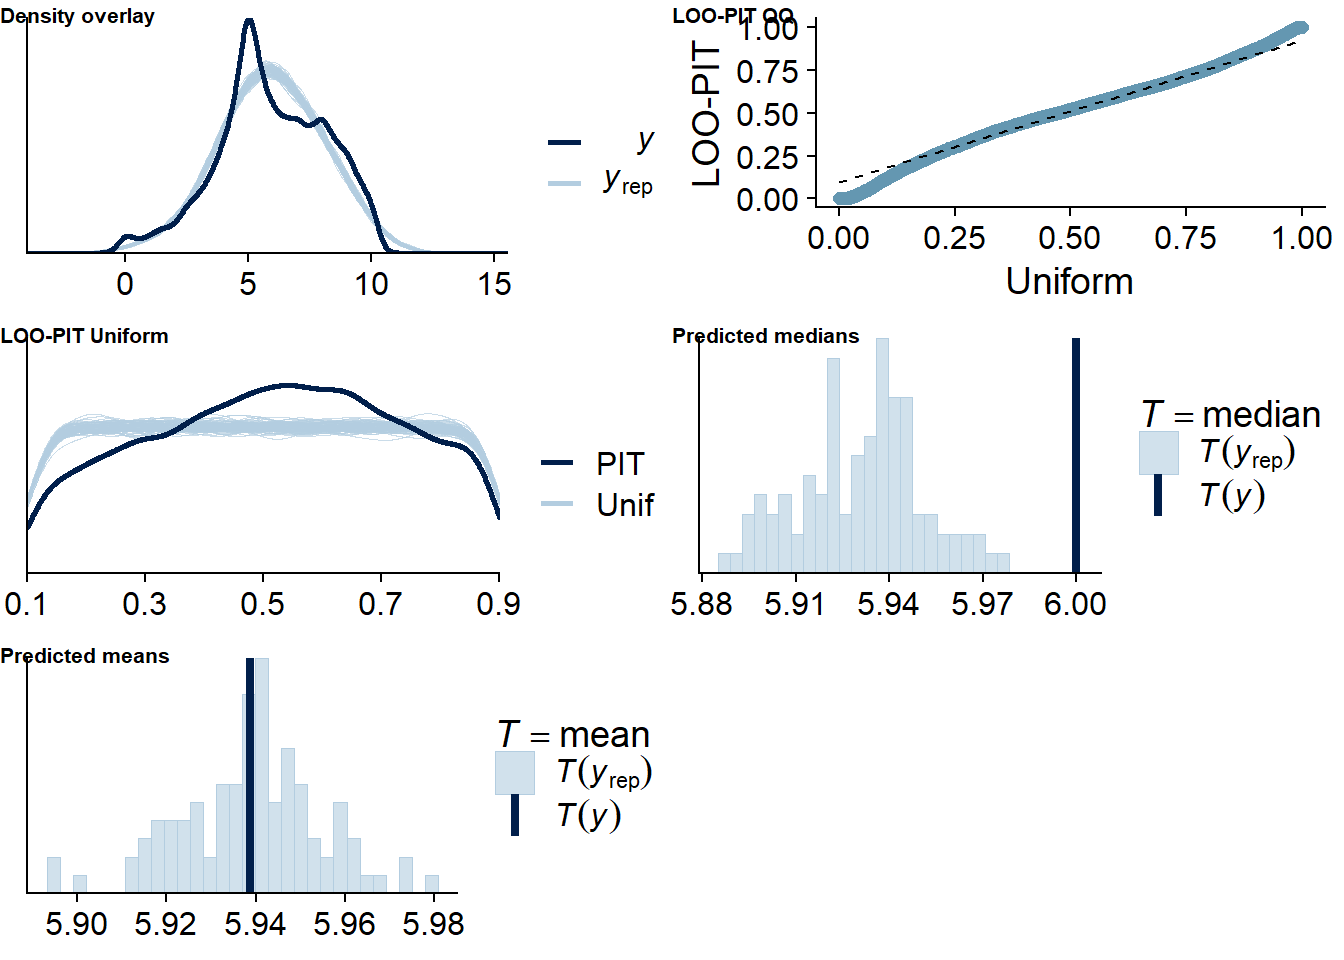 Density overlay
y
yrep
0 5 10 15
LOO-PIT QQ
LOO-PIT
1.00
0.75
0.50
0.25
0.00
0.00 0.25 0.50 0.75 1.00
Uniform
LOO-PIT Uniform
PIT
Unif
0.1 0.3 0.5 0.7 0.9
Predicted medians
T = median
T(yrep)
T(y)
5.88 5.91 5.94 5.97 6.00
Predicted means
T = mean
T(yrep)
T(y)
5.90 5.92 5.94 5.96 5.98